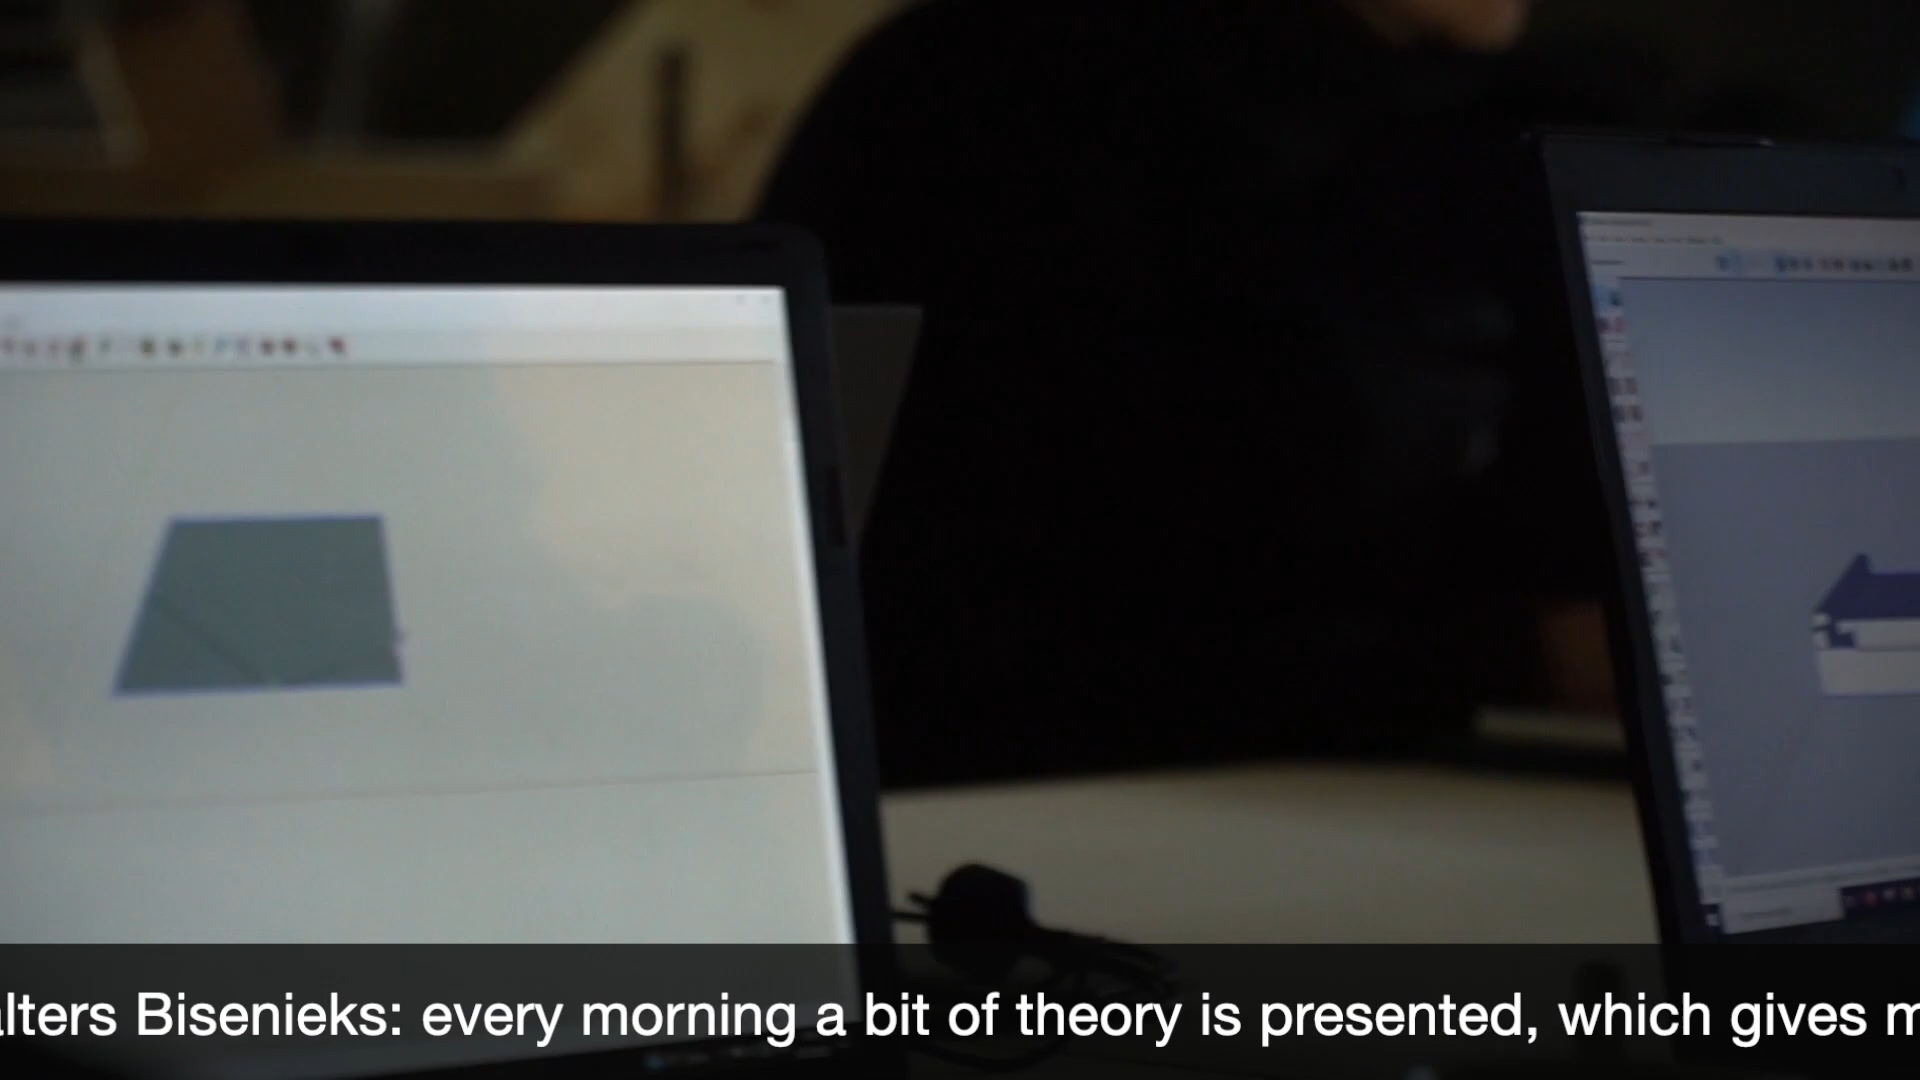 alters Bisenieks: every morning a bit of theory is presented, which gives m